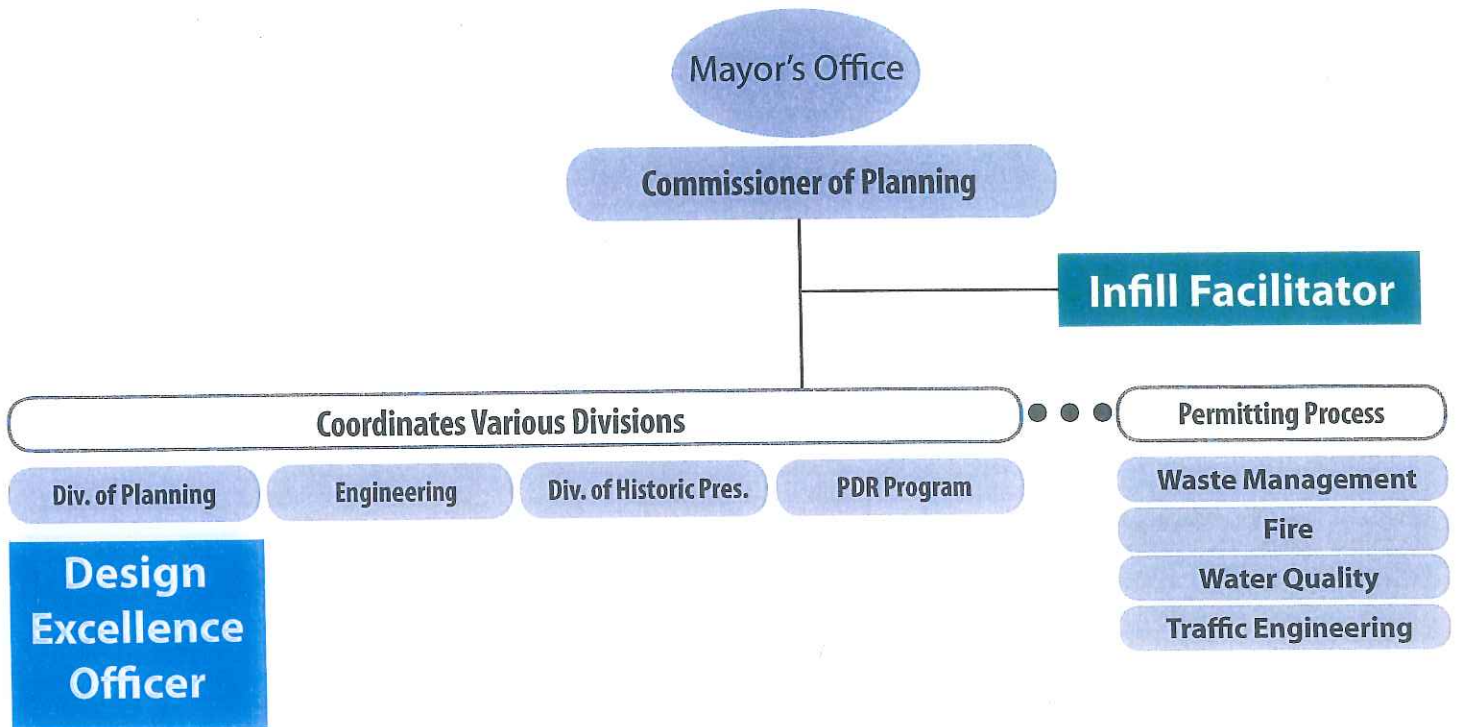 Mayor's Office
Commissioner of Planning
Infill Facilitator
Coordinates Various Divisions
Permitting Process
Div. of Planning
Engineering
Div. of Historic Pres.
PDR Program
Waste Management
Fire
Water Quality
Traffic Engineering
Design
Excellence
Officer